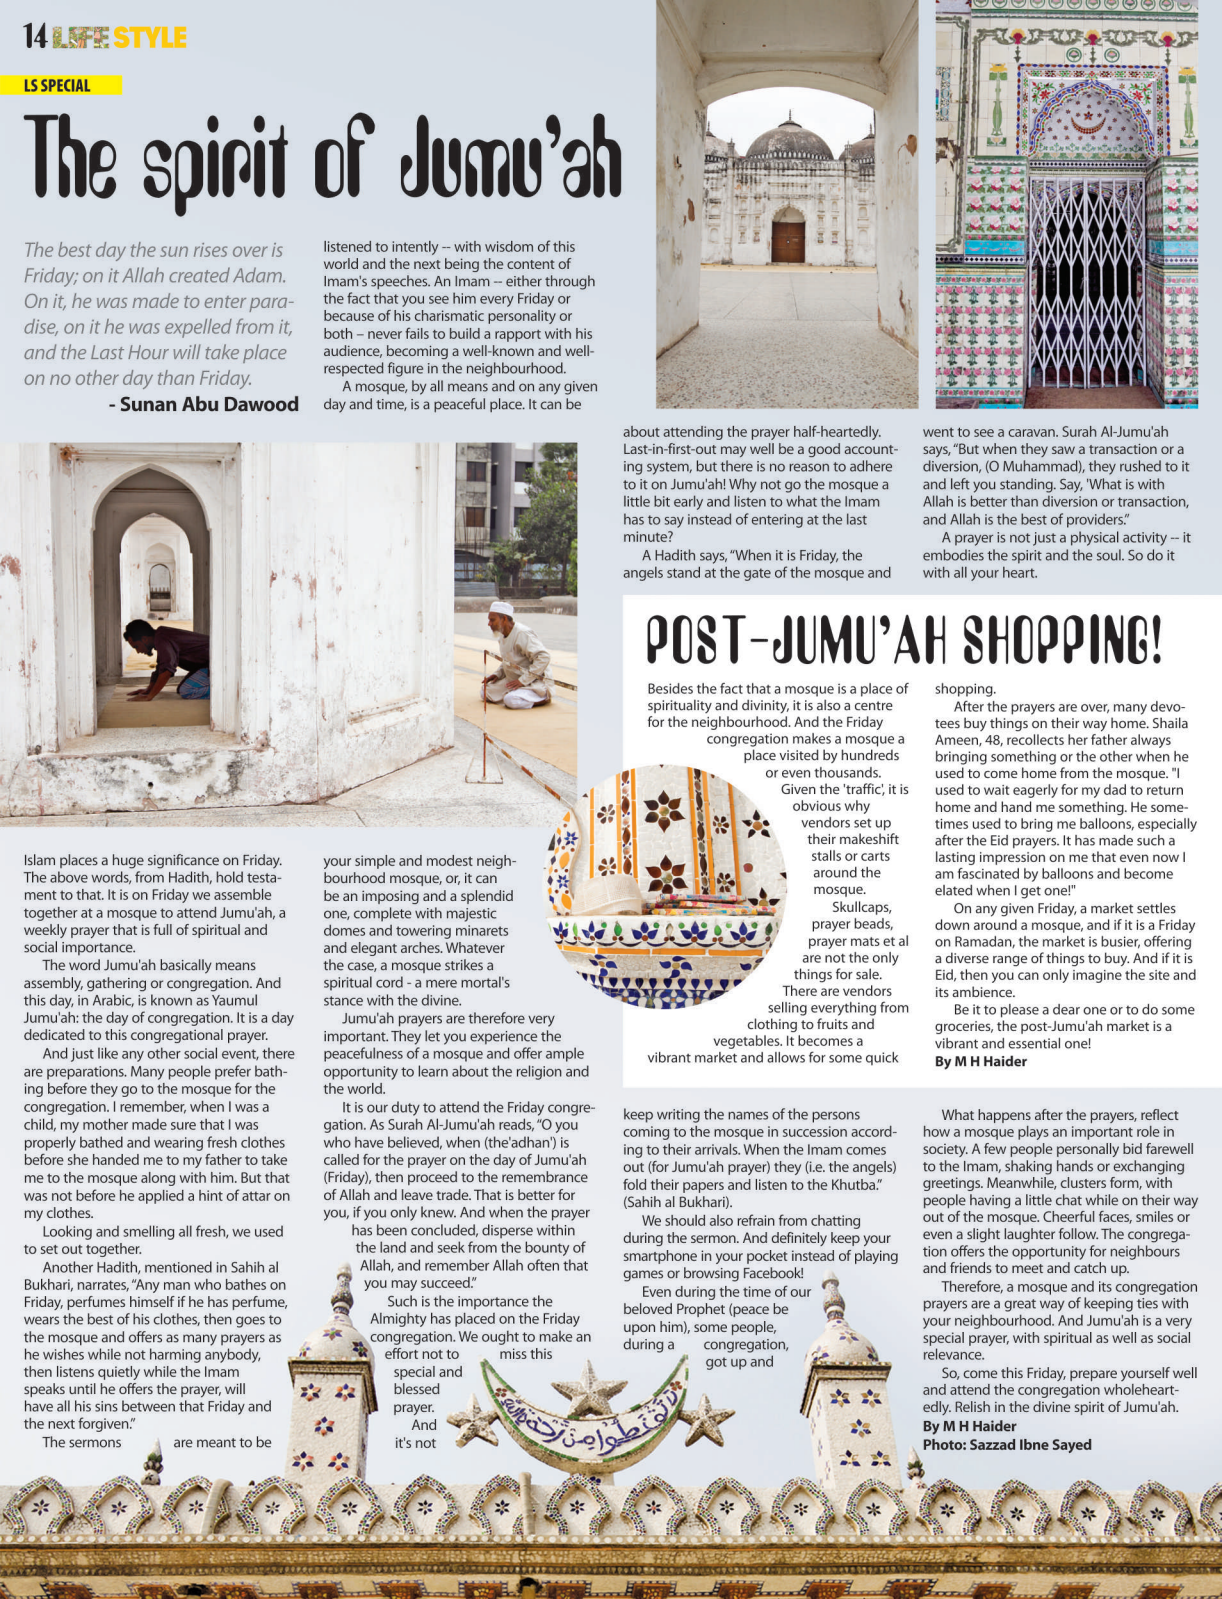 14 LIFE STYLE
LS SPECIAL
The spirit of Jumu'ah
The best day the sun rises over is
Friday; on it Allah created Adam.
On it, he was made to enter para-
dise, on it he was expelled from it,
and the Last Hour will take place
on no other day than Friday.
- Sunan Abu Dawood
Islam places a huge significance on Friday.
The above words, from Hadith, hold testa-
ment to that. It is on Friday we assemble
together at a mosque to attend Jumu'ah, a
weekly prayer that is full of spiritual and
social importance.
The word Jumu'ah basically means
assembly, gathering or congregation. And
this day, in Arabic, is known as Yaumul
Jumu'ah: the day of congregation. It is a day
dedicated to this congregational prayer.
And just like any other social event, there
are preparations. Many people prefer bath-
ing before they go to the mosque for the
congregation. I remember, when I was a
child, my mother made sure that I was
properly bathed and wearing fresh clothes
before she handed me to my father to take
me to the mosque along with him. But that
was not before he applied a hint of attar on
my clothes.
Looking and smelling all fresh, we used
to set out together.
Another Hadith, mentioned in Sahih al
Bukhari, narrates, “Any man who bathes on
Friday, perfumes himself if he has perfume,
wears the best of his clothes, then goes to
the mosque and offers as many prayers as
he wishes while not harming anybody,
then listens quietly while the Imam
speaks until he offers the prayer, will
have all his sins between that Friday and
the next forgiven.”
The sermons are meant to be
listened to intently -- with wisdom of this
world and the next being the content of
Imam's speeches. An Imam -- either through
the fact that you see him every Friday or
because of his charismatic personality or
both – never fails to build a rapport with his
audience, becoming a well-known and well-
respected figure in the neighbourhood.
A mosque, by all means and on any given
day and time, is a peaceful place. It can be
your simple and modest neigh-
bourhood mosque, or, it can
be an imposing and a splendid
one, complete with majestic
domes and towering minarets
and elegant arches. Whatever
the case, a mosque strikes a
spiritual cord - a mere mortal's
stance with the divine.
Jumu'ah prayers are therefore very
important. They let you experience the
peacefulness of a mosque and offer ample
opportunity to learn about the religion and
the world.
It is our duty to attend the Friday congre-
gation. As Surah Al-Jumu'ah reads, “O you
who have believed, when (the'adhan') is
called for the prayer on the day of Jumu'ah
(Friday), then proceed to the remembrance
of Allah and leave trade. That is better for
you, if you only knew. And when the prayer
has been concluded, disperse within
the land and seek from the bounty of
Allah, and remember Allah often that
you may succeed.”
Such is the importance the
Almighty has placed on the Friday
congregation. We ought to make an
effort not to miss this
special and
blessed
prayer.
And
it's not
about attending the prayer half-heartedly.
Last-in-first-out may well be a good account-
ing system, but there is no reason to adhere
to it on Jumu'ah! Why not go the mosque a
little bit early and listen to what the Imam
has to say instead of entering at the last
minute?
A Hadith says, “When it is Friday, the
angels stand at the gate of the mosque and
keep writing the names of the persons
coming to the mosque in succession accord-
ing to their arrivals. When the Imam comes
out (for Jumu'ah prayer) they (i.e. the angels)
fold their papers and listen to the Khutba.”
(Sahih al Bukhari).
We should also refrain from chatting
during the sermon. And definitely keep your
smartphone in your pocket instead of playing
games or browsing Facebook!
Even during the time of our
beloved Prophet (peace be
upon him), some people,
during a congregation,
got up and
went to see a caravan. Surah Al-Jumu'ah
says, “But when they saw a transaction or a
diversion, (O Muhammad), they rushed to it
and left you standing. Say, 'What is with
Allah is better than diversion or transaction,
and Allah is the best of providers.”
A prayer is not just a physical activity -- it
embodies the spirit and the soul. So do it
with all your heart.
What happens after the prayers, reflect
how a mosque plays an important role in
society. A few people personally bid farewell
to the Imam, shaking hands or exchanging
greetings. Meanwhile, clusters form, with
people having a little chat while on their way
out of the mosque. Cheerful faces, smiles or
even a slight laughter follow. The congrega-
tion offers the opportunity for neighbours
and friends to meet and catch up.
Therefore, a mosque and its congregation
prayers are a great way of keeping ties with
your neighbourhood. And Jumu'ah is a very
special prayer, with spiritual as well as social
relevance.
So, come this Friday, prepare yourself well
and attend the congregation wholeheart-
edly. Relish in the divine spirit of Jumu'ah.
By M H Haider
Photo: Sazzad Ibne Sayed
POST-JUMU'AH SHOPPING!
Besides the fact that a mosque is a place of
spirituality and divinity, it is also a centre
for the neighbourhood. And the Friday
congregation makes a mosque a
place visited by hundreds
or even thousands.
Given the 'traffic', it is
obvious why
vendors set up
their makeshift
stalls or carts
around the
mosque.
Skullcaps,
prayer beads,
prayer mats et al
are not the only
things for sale.
There are vendors
selling everything from
clothing to fruits and
vegetables. It becomes a
vibrant market and allows for some quick
shopping.
After the prayers are over, many devo-
tees buy things on their way home. Shaila
Ameen, 48, recollects her father always
bringing something or the other when he
used to come home from the mosque. "I
used to wait eagerly for my dad to return
home and hand me something. He some-
times used to bring me balloons, especially
after the Eid prayers. It has made such a
lasting impression on me that even now I
am fascinated by balloons and become
elated when I get one!"
On any given Friday, a market settles
down around a mosque, and if it is a Friday
on Ramadan, the market is busier, offering
a diverse range of things to buy. And if it is
Eid, then you can only imagine the site and
its ambience.
Be it to please a dear one or to do some
groceries, the post-Jumu'ah market is a
vibrant and essential one!
By M H Haider
لا تقنطوا من رحمة الله